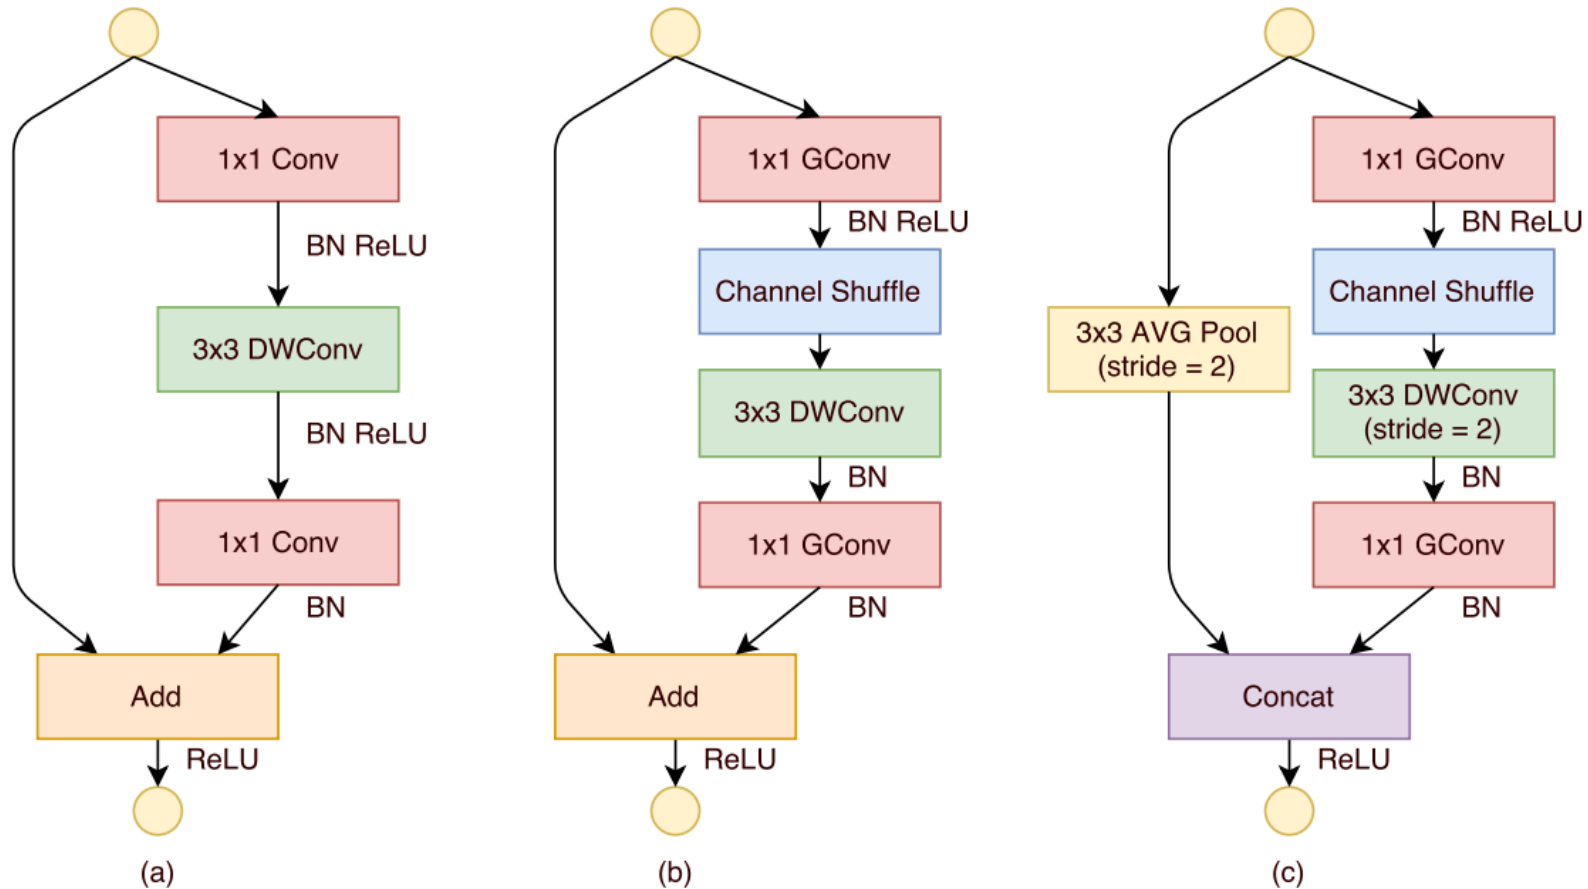 1x1 Conv
BN ReLU
3x3 DWConv
BN ReLU
1x1 Conv
BN
Add
ReLU
(a)
1x1 GConv
BN ReLU
Channel Shuffle
3x3 DWConv
BN
1x1 GConv
BN
Add
ReLU
(b)
3x3 AVG Pool
(stride = 2)
1x1 GConv
BN ReLU
Channel Shuffle
3x3 DWConv
(stride = 2)
BN
1x1 GConv
BN
Concat
ReLU
(c)